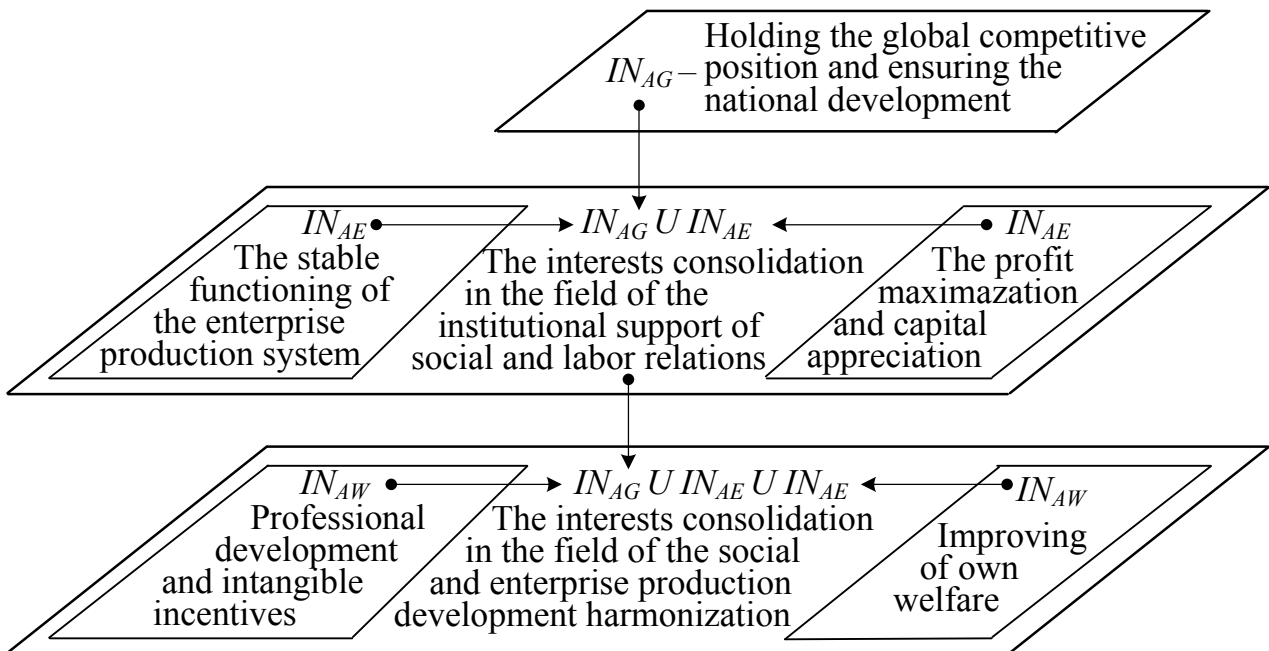 Holding the global competitive
IN_AG – position and ensuring the
national development
IN_AE
The stable
functioning of
the enterprise
production system
IN_AG U IN_AE
The interests consolidation
in the field of the
institutional support of
social and labor relations
IN_AE
The profit
maximazation
and capital
appreciation
IN_AW
Professional
development
and intangible
incentives
IN_AG U IN_AE U IN_AE
The interests consolidation
in the field of the social
and enterprise production
development harmonization
IN_AW
Improving
of own
welfare